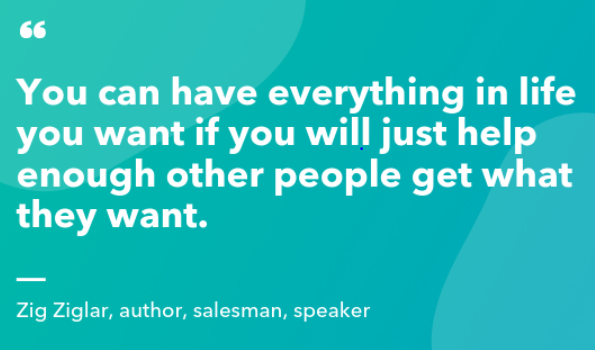 “
You can have everything in life
you want if you will just help
enough other people get what
they want.
—
Zig Ziglar, author, salesman, speaker